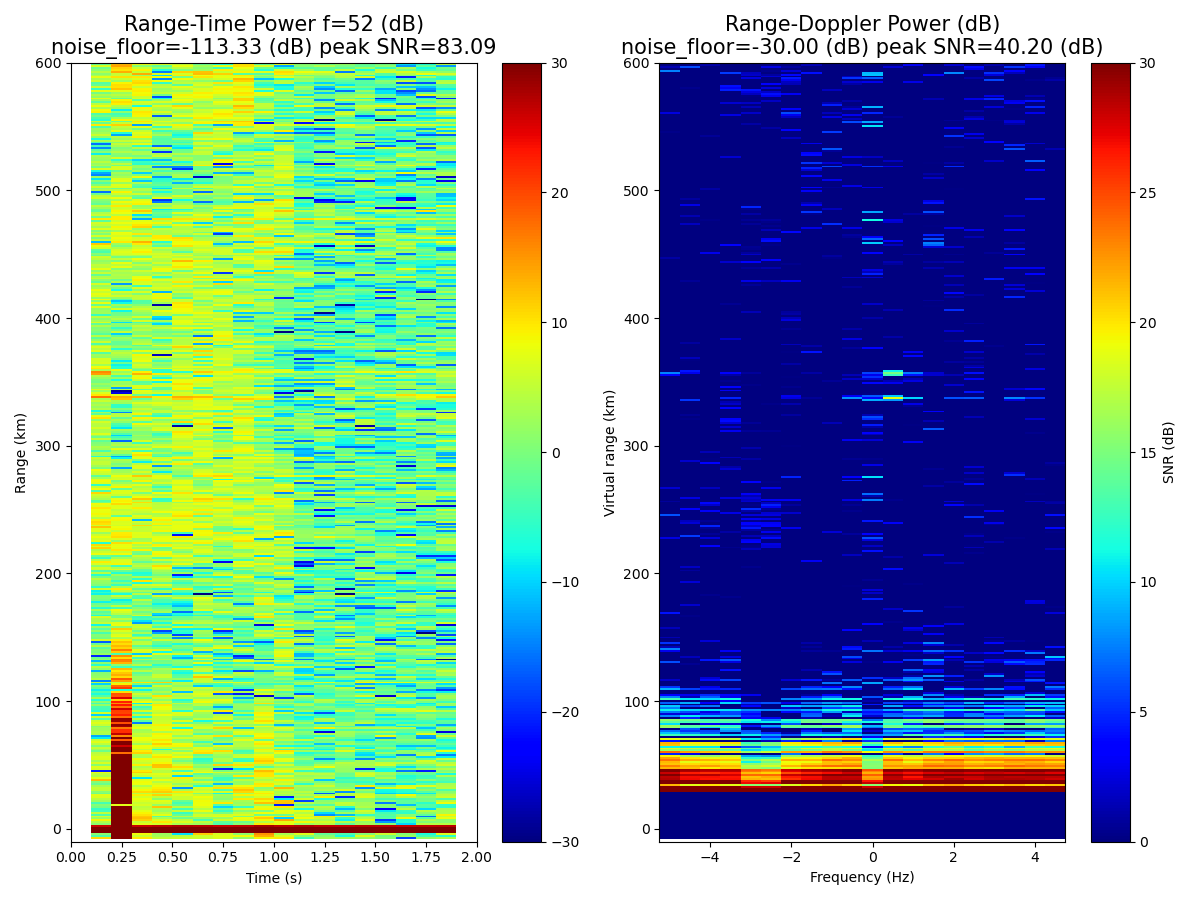 Range-Time Power f=52 (dB)
noise_floor=-113.33 (dB) peak SNR=83.09
Range (km)
600
500
400
300
200
100
0
0.00 0.25 0.50 0.75 1.00 1.25 1.50 1.75 2.00
Time (s)
30
20
10
0
−10
−20
−30
Range-Doppler Power (dB)
noise_floor=-30.00 (dB) peak SNR=40.20 (dB)
Virtual range (km)
600
500
400
300
200
100
0
−4 −2 0 2 4
Frequency (Hz)
30
25
20
15
10
5
0
SNR (dB)